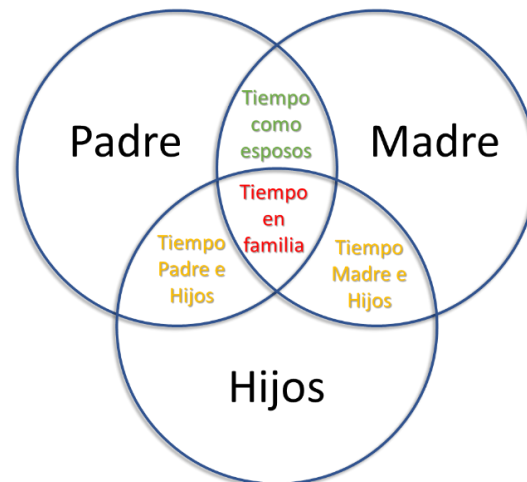 Tiempo
como
esposos
Padre
Madre
Tiempo
en
familia
Tiempo
Padre e
Hijos
Tiempo
Madre e
Hijos
Hijos